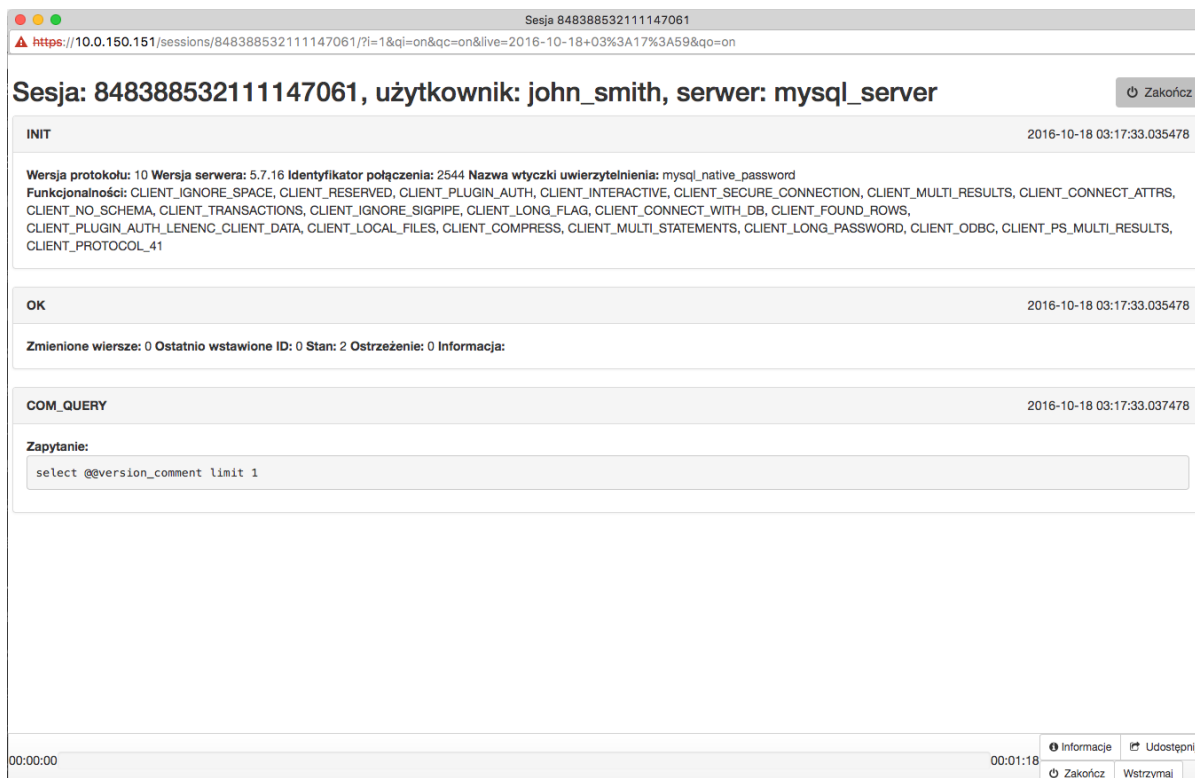 Sesja 848388532111147061
https://10.0.150.151/sessions/848388532111147061/?i=1&qi=on&qc=on&live=2016-10-18+03%3A17%3A59&qo=on
Sesja: 848388532111147061, użytkownik: john_smith, serwer: mysql_server
Zakończ
INIT 2016-10-18 03:17:33.035478
Wersja protokołu: 10 Wersja serwera: 5.7.16 Identyfikator połączenia: 2544 Nazwa wtyczki uwierzytelnienia: mysql_native_password
Funkcjonalności: CLIENT_IGNORE_SPACE, CLIENT_RESERVED, CLIENT_PLUGIN_AUTH, CLIENT_INTERACTIVE, CLIENT_SECURE_CONNECTION, CLIENT_MULTI_RESULTS, CLIENT_CONNECT_ATTRS,
CLIENT_NO_SCHEMA, CLIENT_TRANSACTIONS, CLIENT_IGNORE_SIGPIPE, CLIENT_LONG_FLAG, CLIENT_CONNECT_WITH_DB, CLIENT_FOUND_ROWS,
CLIENT_PLUGIN_AUTH_LENENC_CLIENT_DATA, CLIENT_LOCAL_FILES, CLIENT_COMPRESS, CLIENT_MULTI_STATEMENTS, CLIENT_LONG_PASSWORD, CLIENT_ODBC, CLIENT_PS_MULTI_RESULTS,
CLIENT_PROTOCOL_41
OK 2016-10-18 03:17:33.035478
Zmienione wiersze: 0 Ostatnio wstawione ID: 0 Stan: 2 Ostrzeżenie: 0 Informacja:
COM_QUERY 2016-10-18 03:17:33.037478
Zapytanie:
select @@version_comment limit 1
00:00:00
00:01:18
Informacje
Udostępnij
Zakończ
Wstrzymaj